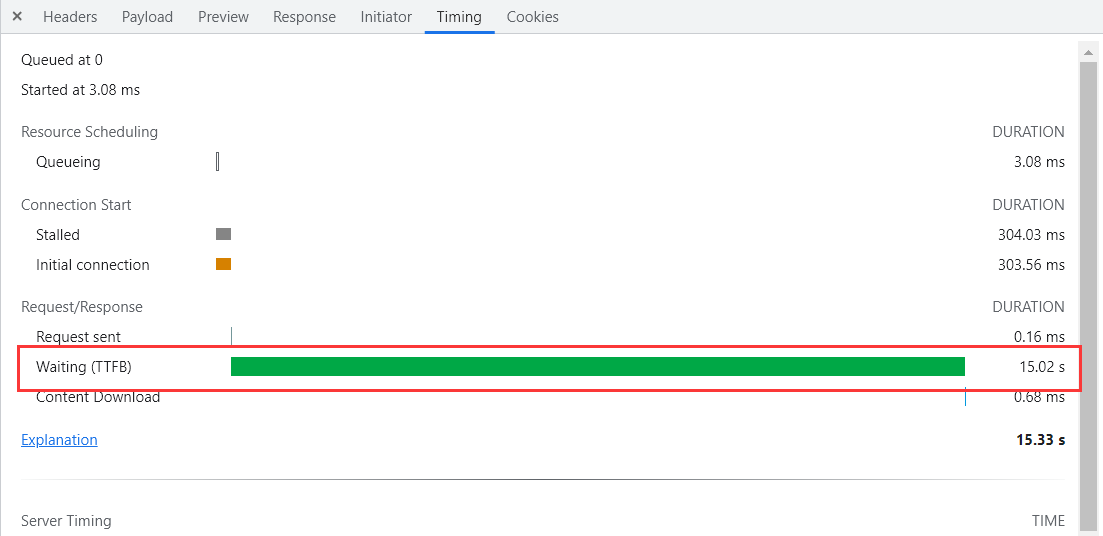 × Headers Payload Preview Response Initiator Timing Cookies
Queued at 0
Started at 3.08 ms
Resource Scheduling DURATION
Queueing 3.08 ms
Connection Start DURATION
Stalled 304.03 ms
Initial connection 303.56 ms
Request/Response DURATION
Request sent 0.16 ms
Waiting (TTFB) 15.02 s
Content Download 0.68 ms
Explanation 15.33 s
Server Timing TIME